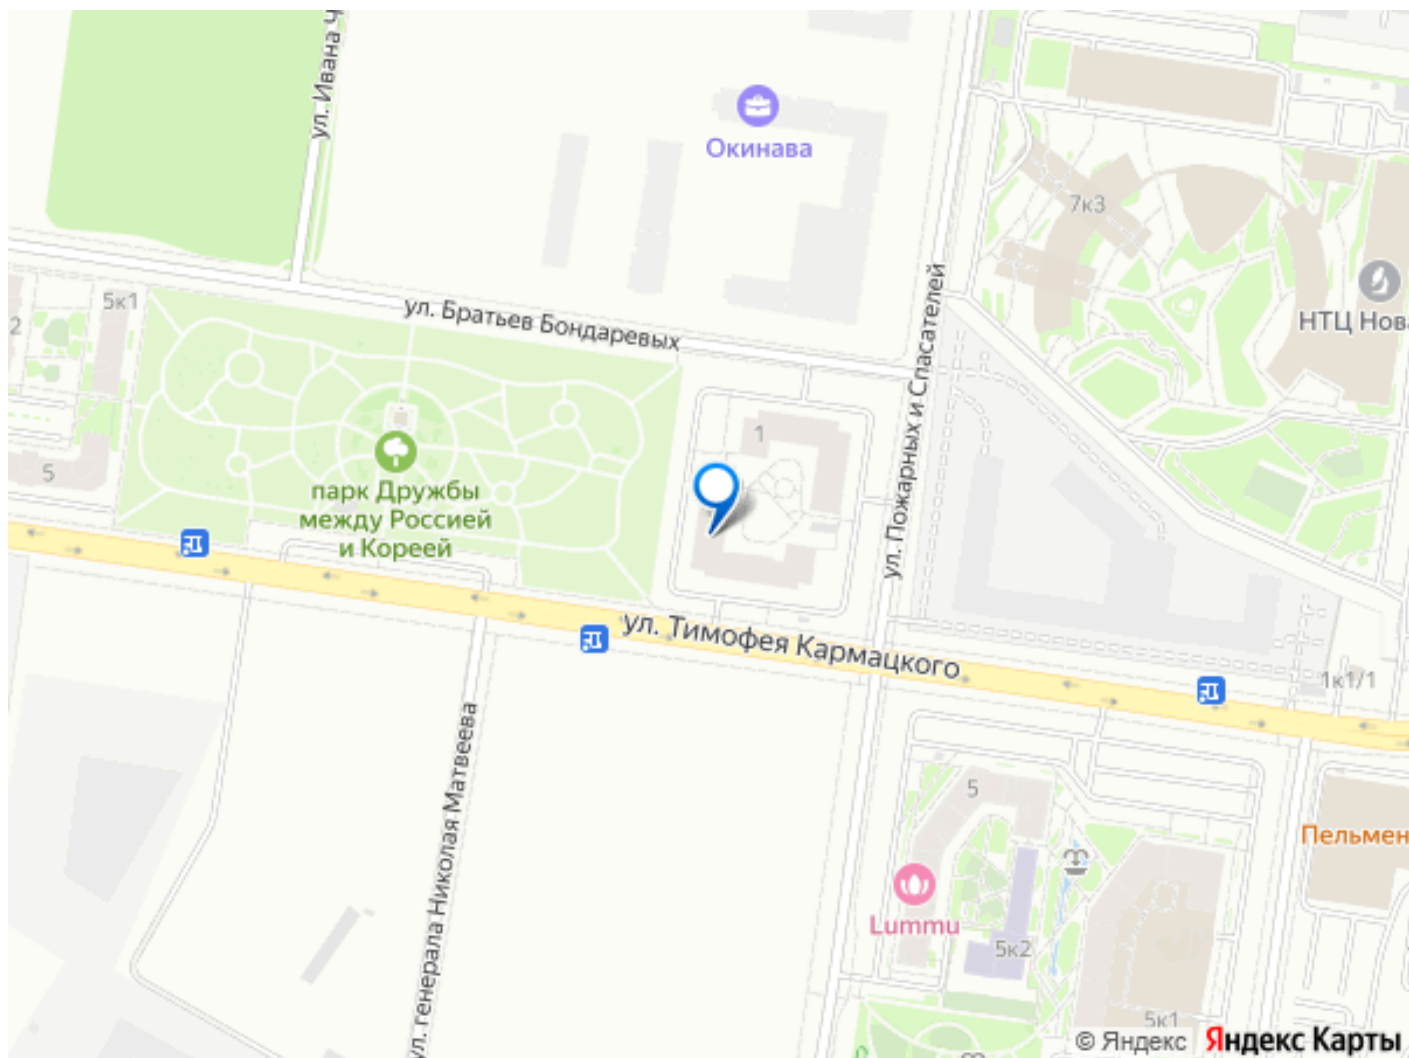 ул. Ивана
Окинава
7к3
НТЦ Нова
ул. Братьев Бондаревых
ул. Пожарных и Спасателей
5к1
2
1
5
парк Дружбы
между Россией
и Кореей
ул. Тимофея Кармацкого
1к1/1
ул. генерала Николая Матвеева
5
Пельмен
Lummu
5к2
5к1
© Яндекс Яндекс Карты